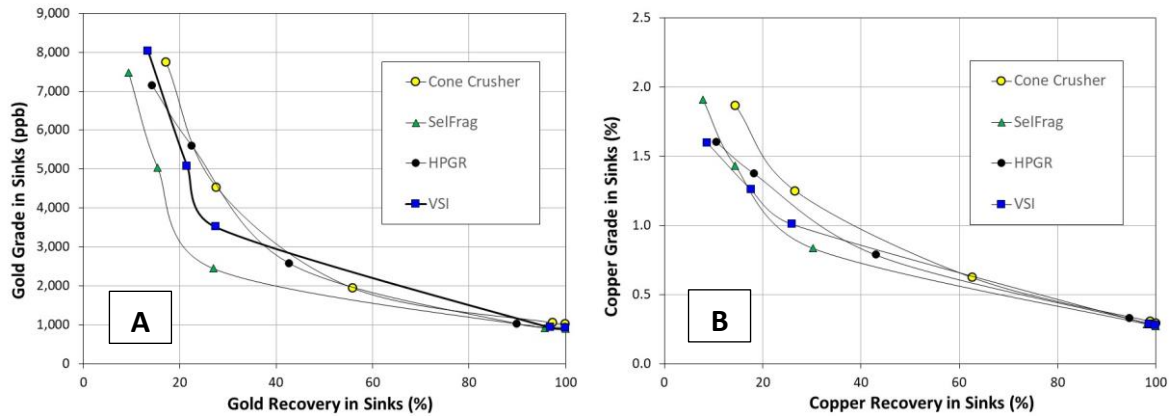 9,000
8,000
7,000
6,000
5,000
4,000
3,000
2,000
1,000
0
Gold Grade in Sinks (ppb)
Cone Crusher
SelFrag
HPGR
VSI
A
0 20 40 60 80 100
Gold Recovery in Sinks (%)
2.5
2.0
1.5
1.0
0.5
0.0
Copper Grade in Sinks (%)
Cone Crusher
SelFrag
HPGR
VSI
B
0 20 40 60 80 100
Copper Recovery in Sinks (%)